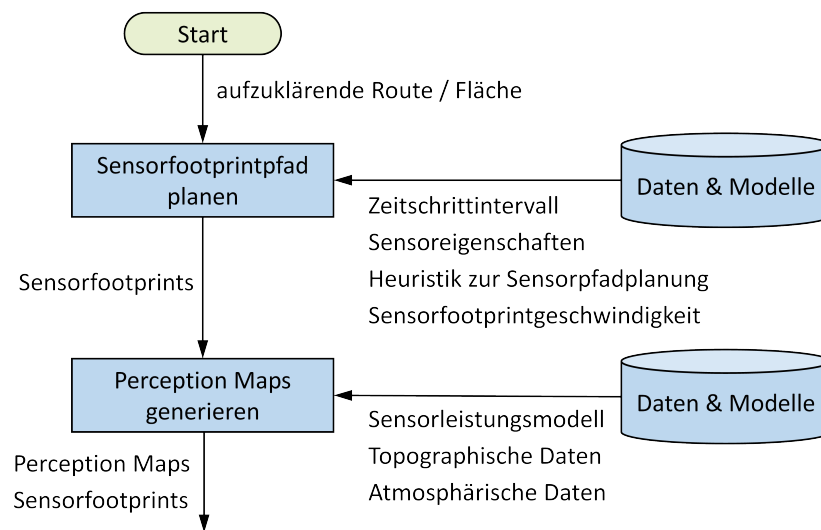 Start
aufzuklärende Route / Fläche
Sensorfootprintpfad
planen
Daten & Modelle
Zeitschrittintervall
Sensoreigenschaften
Heuristik zur Sensorpfadplanung
Sensorfootprintgeschwindigkeit
Sensorfootprints
Perception Maps
generieren
Daten & Modelle
Sensorleistungsmodell
Topographische Daten
Atmosphärische Daten
Perception Maps
Sensorfootprints